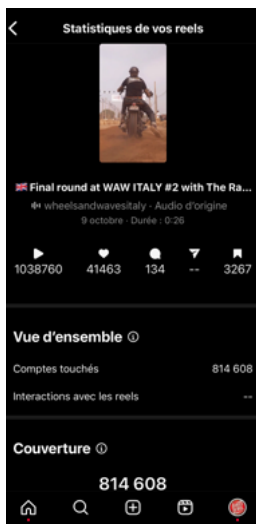 Statistiques de vos reels
🇬🇧 Final round at WAW ITALY #2 with The Ra...
wheelsandwavesitaly · Audio d'origine
9 octobre · Durée : 0:26
1038760 41463 134 -- 3267
Vue d'ensemble
Comptes touchés 814 608
Interactions avec les reels --
Couverture
814 608